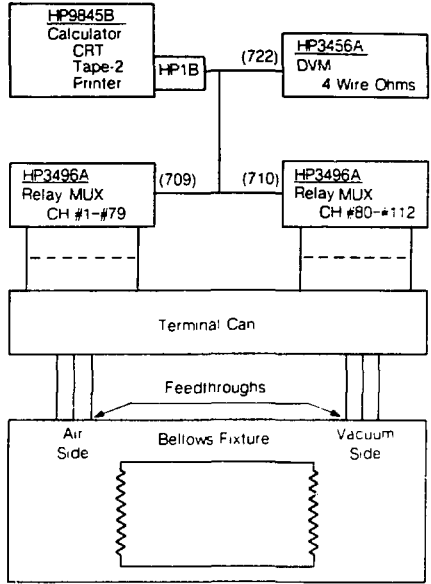 HP9845B
Calculator
CRT
Tape-2
Printer
HP1B
(722)
HP3456A
DVM
4 Wire Ohms
HP3496A
Relay MUX
CH #1-#79
(709)
(710)
HP3496A
Relay MUX
CH #80-#112
Terminal Can
Feedthroughs
Air
Side
Bellows Fixture
Vacuum
Side